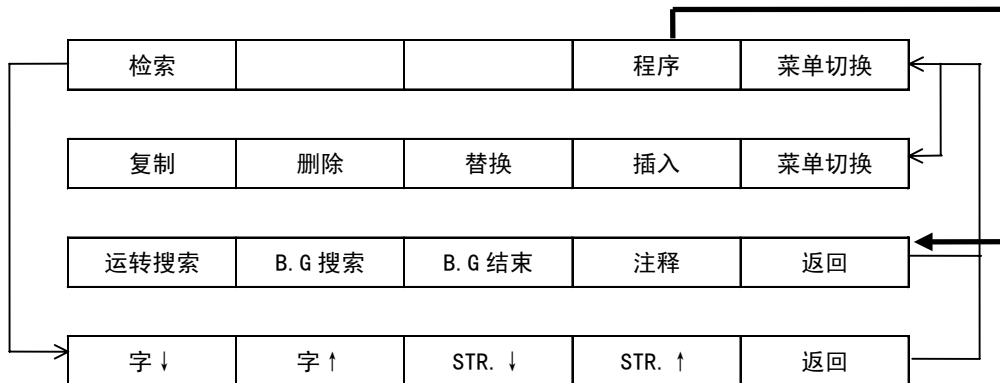 检索 程序 菜单切换
复制 删除 替换 插入 菜单切换
运转搜索 B.G 搜索 B.G 结束 注释 返回
字↓ 字↑ STR. ↓ STR. ↑ 返回